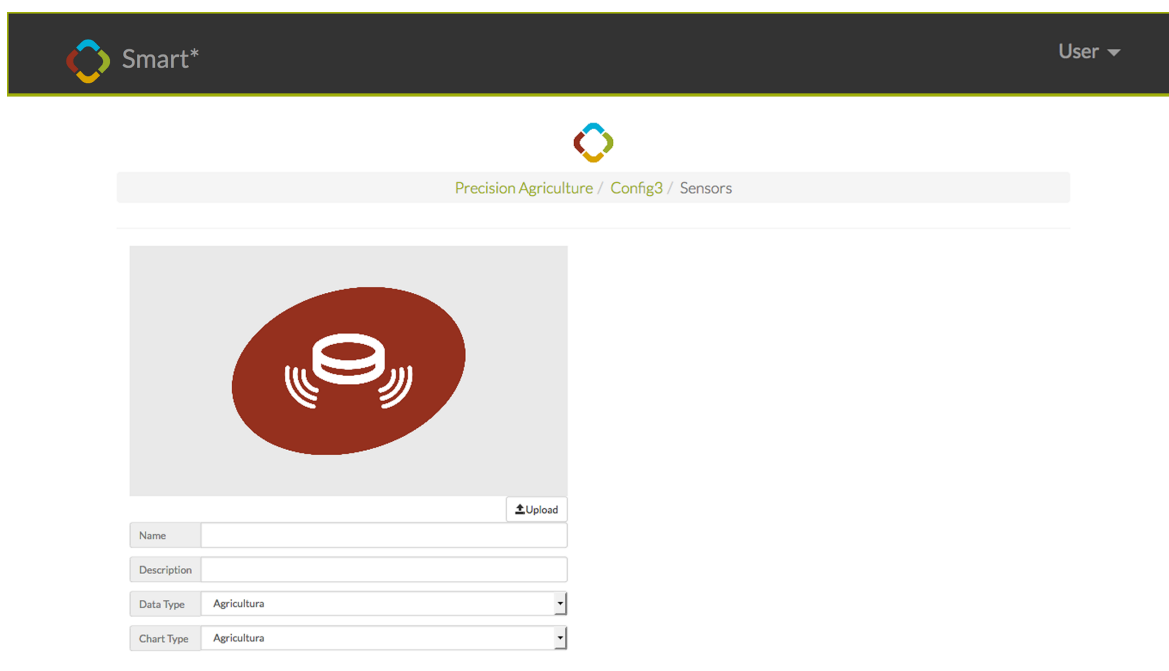 Smart*
User
Precision Agriculture / Config3 / Sensors
Upload
Name
Description
Data Type Agricultura
Chart Type Agricultura